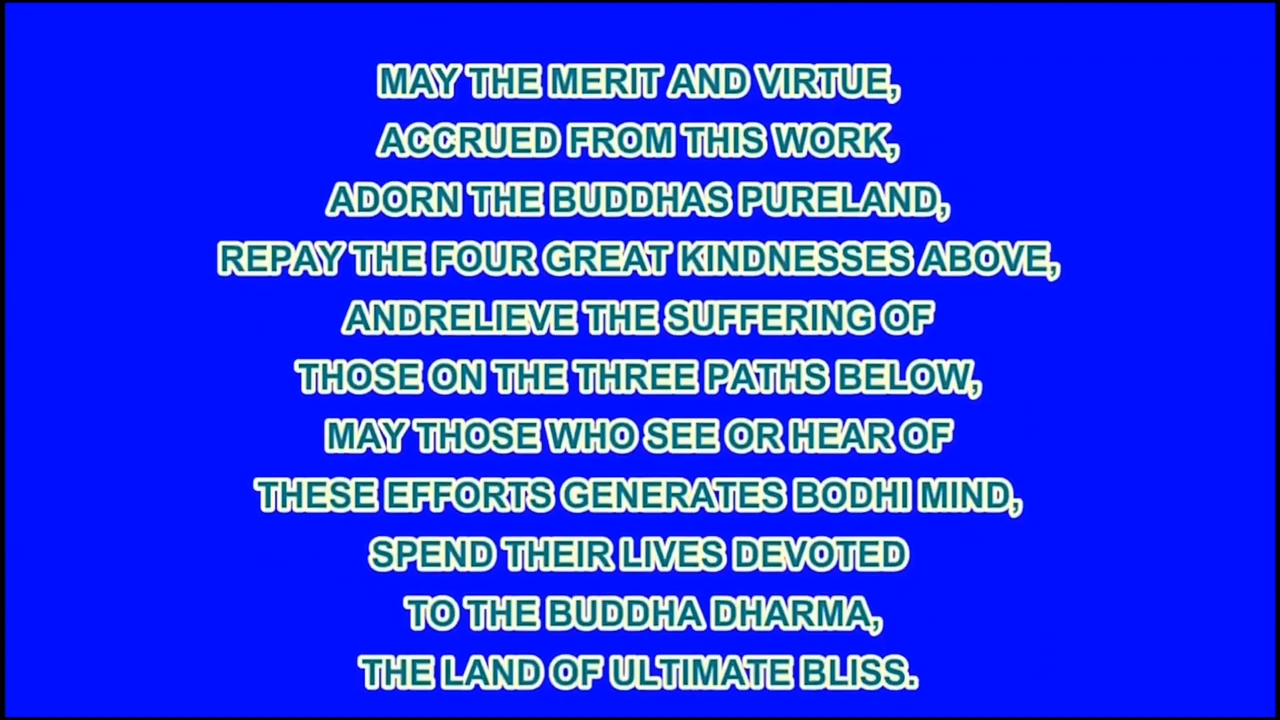 MAY THE MERIT AND VIRTUE,
ACCRUED FROM THIS WORK,
ADORN THE BUDDHAS PURELAND,
REPAY THE FOUR GREAT KINDNESSES ABOVE,
ANDRELIEVE THE SUFFERING OF
THOSE ON THE THREE PATHS BELOW,
MAY THOSE WHO SEE OR HEAR OF
THESE EFFORTS GENERATES BODHI MIND,
SPEND THEIR LIVES DEVOTED
TO THE BUDDHA DHARMA,
THE LAND OF ULTIMATE BLISS.